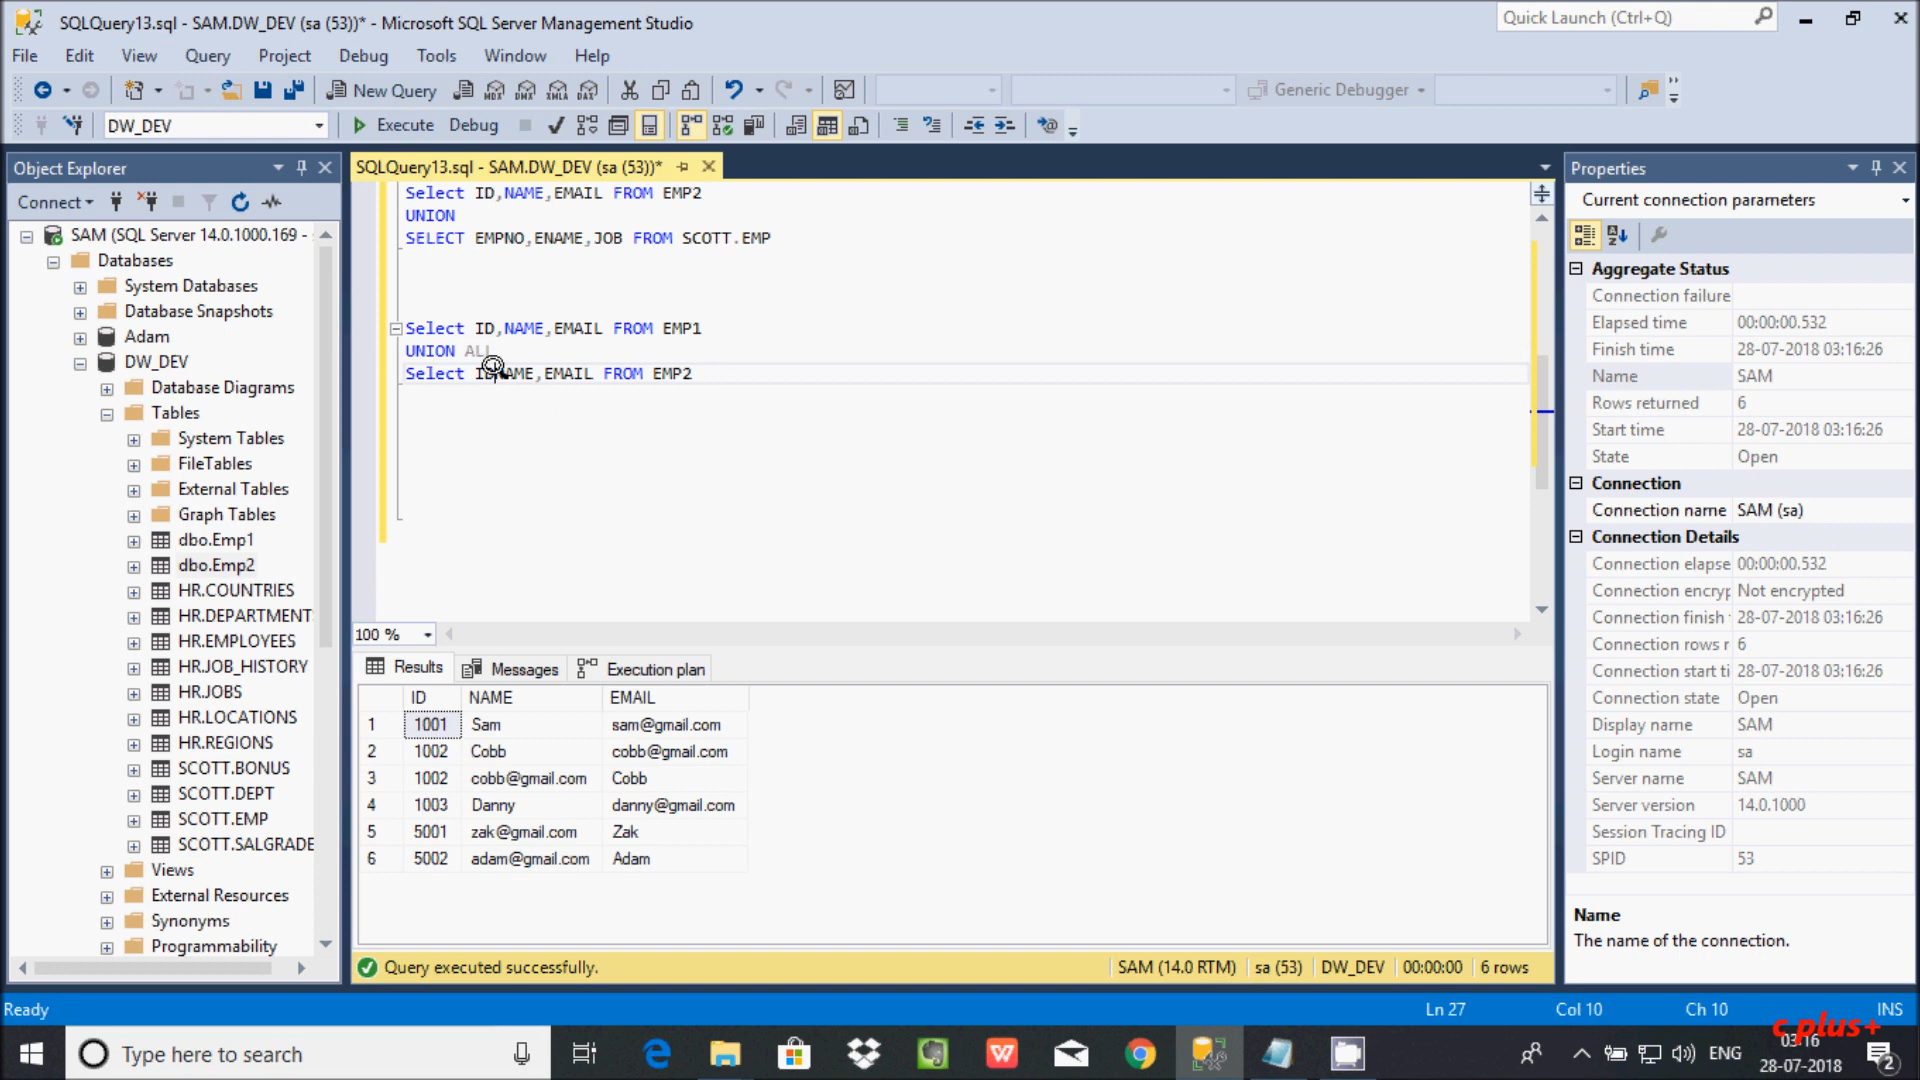 SQLQuery13.sql - SAM.DW_DEV (sa (53))* - Microsoft SQL Server Management Studio
Quick Launch (Ctrl+Q)
File Edit View Query Project Debug Tools Window Help
New Query
Generic Debugger
DW_DEV
Execute Debug
Object Explorer
Connect
SAM (SQL Server 14.0.1000.169 -
Databases
System Databases
Database Snapshots
Adam
DW_DEV
Database Diagrams
Tables
System Tables
FileTables
External Tables
Graph Tables
dbo.Emp1
dbo.Emp2
HR.COUNTRIES
HR.DEPARTMENT
HR.EMPLOYEES
HR.JOB_HISTORY
HR.JOBS
HR.LOCATIONS
HR.REGIONS
SCOTT.BONUS
SCOTT.DEPT
SCOTT.EMP
SCOTT.SALGRADE
Views
External Resources
Synonyms
Programmability
SQLQuery13.sql - SAM.DW_DEV (sa (53))*
Select ID,NAME,EMAIL FROM EMP2
UNION
SELECT EMPNO,ENAME,JOB FROM SCOTT.EMP
Select ID,NAME,EMAIL FROM EMP1
UNION ALL
Select ID,NAME,EMAIL FROM EMP2
100 %
Results Messages Execution plan
ID NAME EMAIL
1 1001 Sam sam@gmail.com
2 1002 Cobb cobb@gmail.com
3 1002 cobb@gmail.com Cobb
4 1003 Danny danny@gmail.com
5 5001 zak@gmail.com Zak
6 5002 adam@gmail.com Adam
Query executed successfully. SAM (14.0 RTM) sa (53) DW_DEV 00:00:00 6 rows
Properties
Current connection parameters
Aggregate Status
Connection failure
Elapsed time 00:00:00.532
Finish time 28-07-2018 03:16:26
Name SAM
Rows returned 6
Start time 28-07-2018 03:16:26
State Open
Connection
Connection name SAM (sa)
Connection Details
Connection elapse 00:00:00.532
Connection encryp Not encrypted
Connection finish 28-07-2018 03:16:26
Connection rows r 6
Connection start ti 28-07-2018 03:16:26
Connection state Open
Display name SAM
Login name sa
Server name SAM
Server version 14.0.1000
Session Tracing ID
SPID 53
Name
The name of the connection.
Ready Ln 27 Col 10 Ch 10 INS
c plus+
Type here to search
ENG
03:16
28-07-2018
2